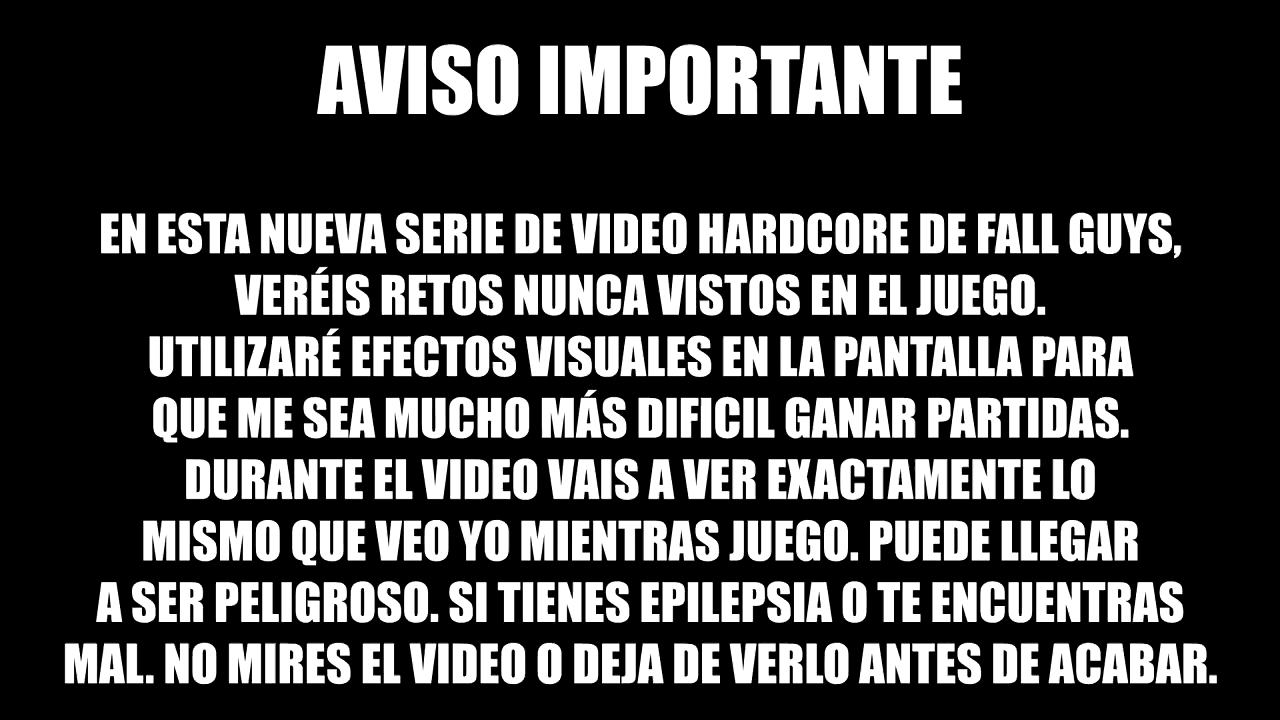 AVISO IMPORTANTE
EN ESTA NUEVA SERIE DE VIDEO HARDCORE DE FALL GUYS,
VERÉIS RETOS NUNCA VISTOS EN EL JUEGO.
UTILIZARÉ EFECTOS VISUALES EN LA PANTALLA PARA
QUE ME SEA MUCHO MÁS DIFICIL GANAR PARTIDAS.
DURANTE EL VIDEO VAIS A VER EXACTAMENTE LO
MISMO QUE VEO YO MIENTRAS JUEGO. PUEDE LLEGAR
A SER PELIGROSO. SI TIENES EPILEPSIA O TE ENCUENTRAS
MAL. NO MIRES EL VIDEO O DEJA DE VERLO ANTES DE ACABAR.